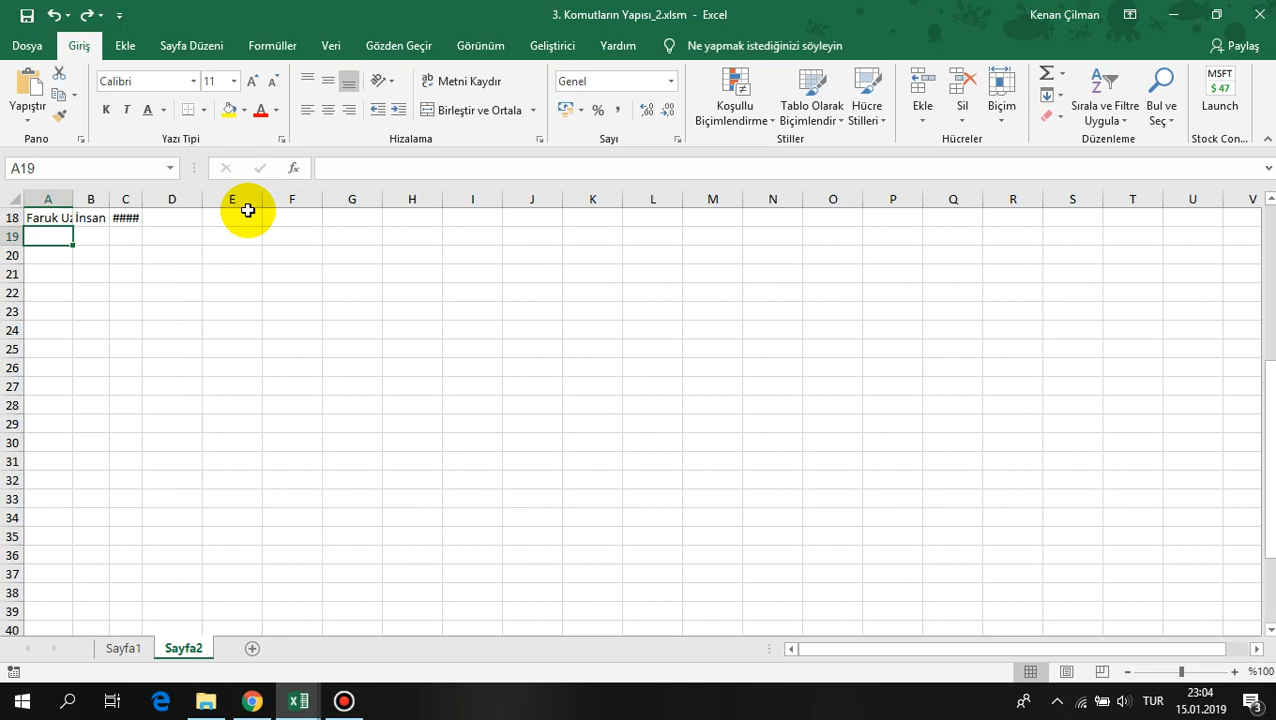 3. Komutların Yapısı_2.xlsm - Excel
Kenan Çilman
Dosya Giriş Ekle Sayfa Düzeni Formüller Veri Gözden Geçir Görünüm Geliştirici Yardım Ne yapmak istediğinizi söyleyin Paylaş
Yapıştır
Pano
Calibri 11
K T A
A
Yazı Tipi
ab Metni Kaydır
Birleştir ve Ortala
Hizalama
Genel
%
Sayı
Koşullu
Biçimlendirme
Tablo Olarak
Biçimlendir
Hücre
Stilleri
Stiller
Ekle
Sil
Biçim
Hücreler
Sırala ve Filtre
Uygula
Bul ve
Seç
Düzenleme
MSFT
$ 47
Launch
Stock Con...
A19
fx
A B C D E F G H I J K L M N O P Q R S T U V
18 Faruk Uz İnsan ####
19
20
21
22
23
24
25
26
27
28
29
30
31
32
33
34
35
36
37
38
39
40
Sayfa1 Sayfa2
%100
TUR
23:04
15.01.2019
3